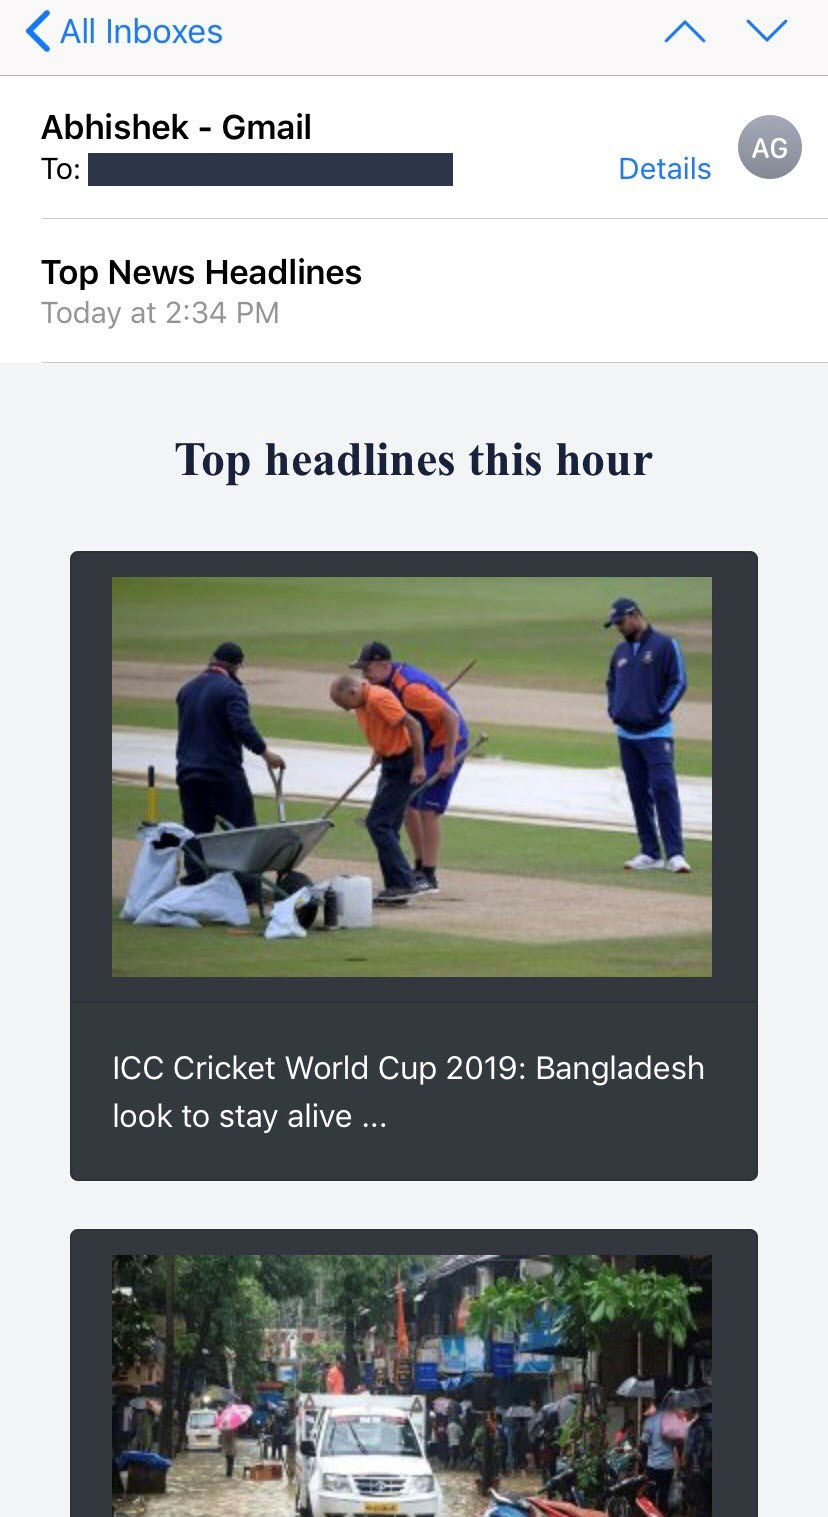 All Inboxes
Abhishek - Gmail
To:
Details
AG
Top News Headlines
Today at 2:34 PM
Top headlines this hour
ICC Cricket World Cup 2019: Bangladesh
look to stay alive ...